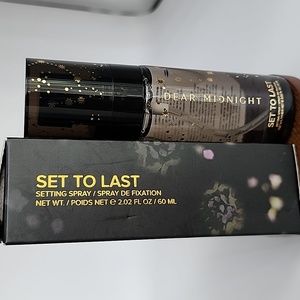 DEAR MIDNIGHT
SET TO LAST
SET TO LAST
SETTING SPRAY / SPRAY DE FIXATION
NET WT. / POIDS NET ℮ 2.02 FL OZ / 60 ML